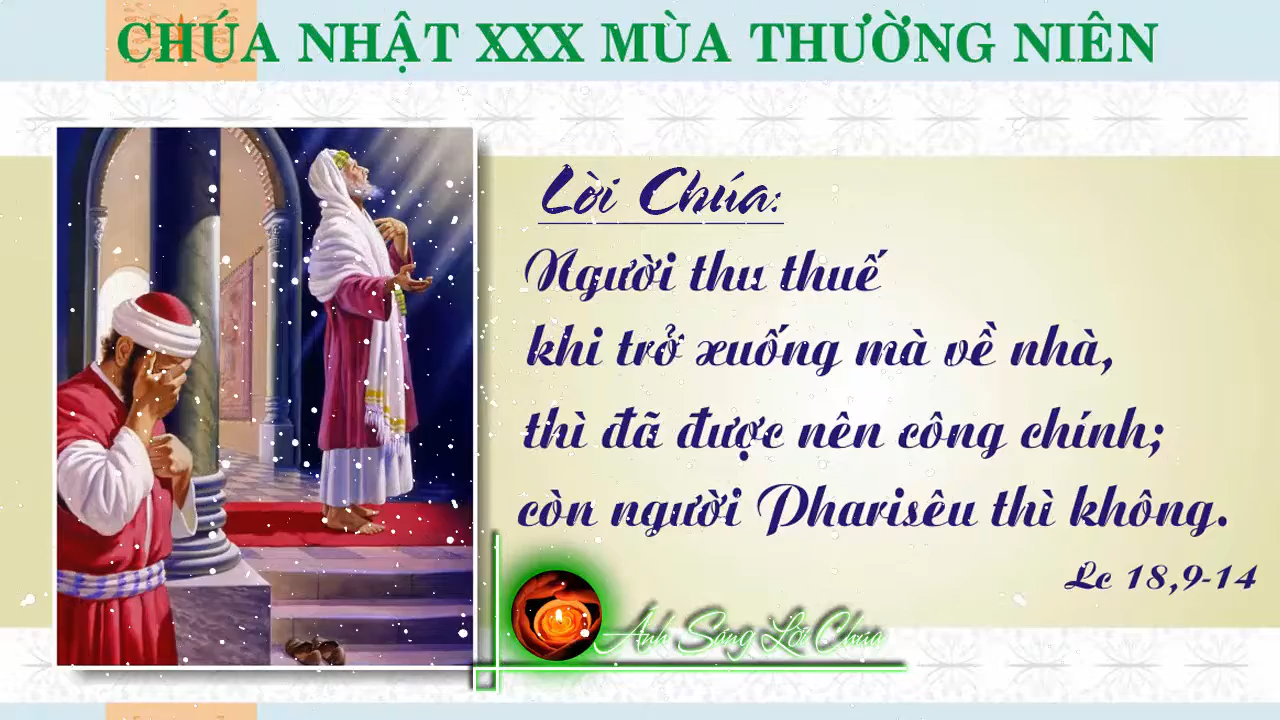 CHÚA NHẬT XXX MÙA THƯỜNG NIÊN
Lời Chúa:
Người thu thuế
khi trở xuống mà về nhà,
thì đã được nên công chính;
còn người Pharisêu thì không.
Lc 18,9-14
Ánh Sáng Lời Chúa